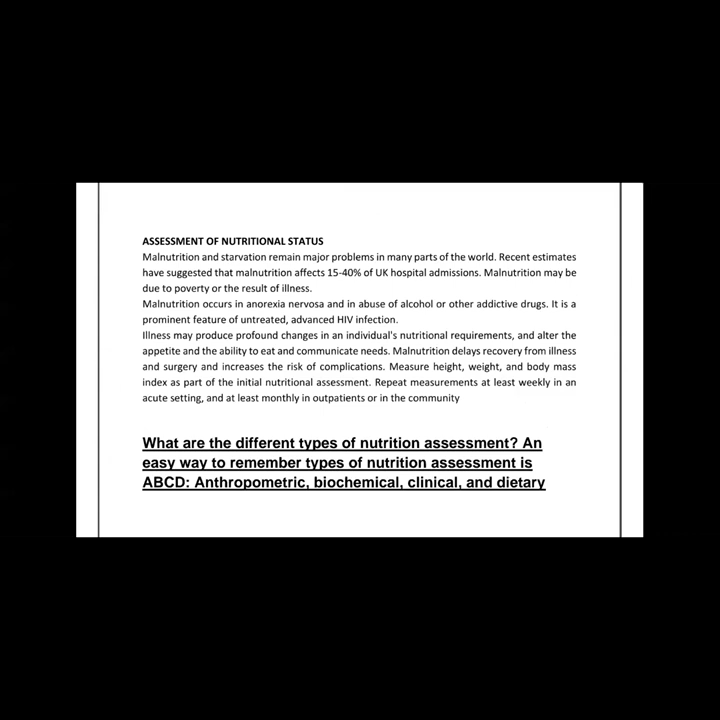 ASSESSMENT OF NUTRITIONAL STATUS
Malnutrition and starvation remain major problems in many parts of the world. Recent estimates
have suggested that malnutrition affects 15-40% of UK hospital admissions. Malnutrition may be
due to poverty or the result of illness.
Malnutrition occurs in anorexia nervosa and in abuse of alcohol or other addictive drugs. It is a
prominent feature of untreated, advanced HIV infection.
Illness may produce profound changes in an individual's nutritional requirements, and alter the
appetite and the ability to eat and communicate needs. Malnutrition delays recovery from illness
and surgery and increases the risk of complications. Measure height, weight, and body mass
index as part of the initial nutritional assessment. Repeat measurements at least weekly in an
acute setting, and at least monthly in outpatients or in the community
What are the different types of nutrition assessment? An
easy way to remember types of nutrition assessment is
ABCD: Anthropometric, biochemical, clinical, and dietary